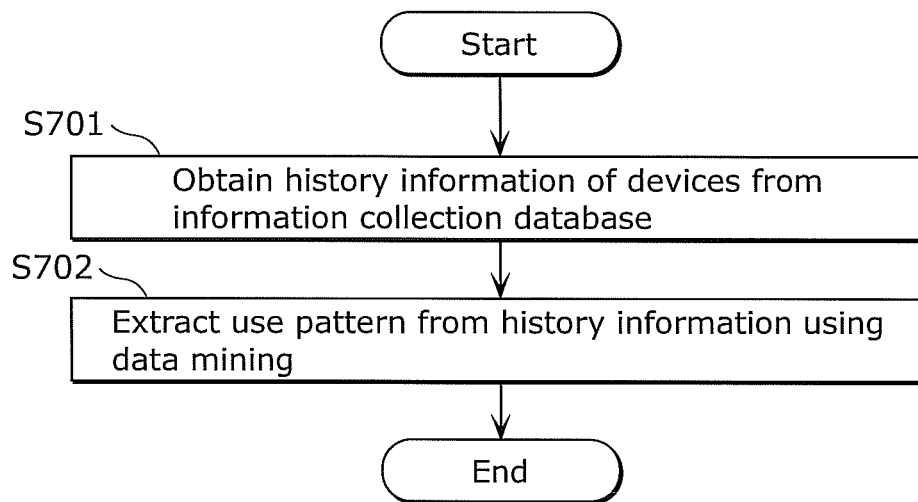 Start
S701
Obtain history information of devices from
information collection database
S702
Extract use pattern from history information using
data mining
End